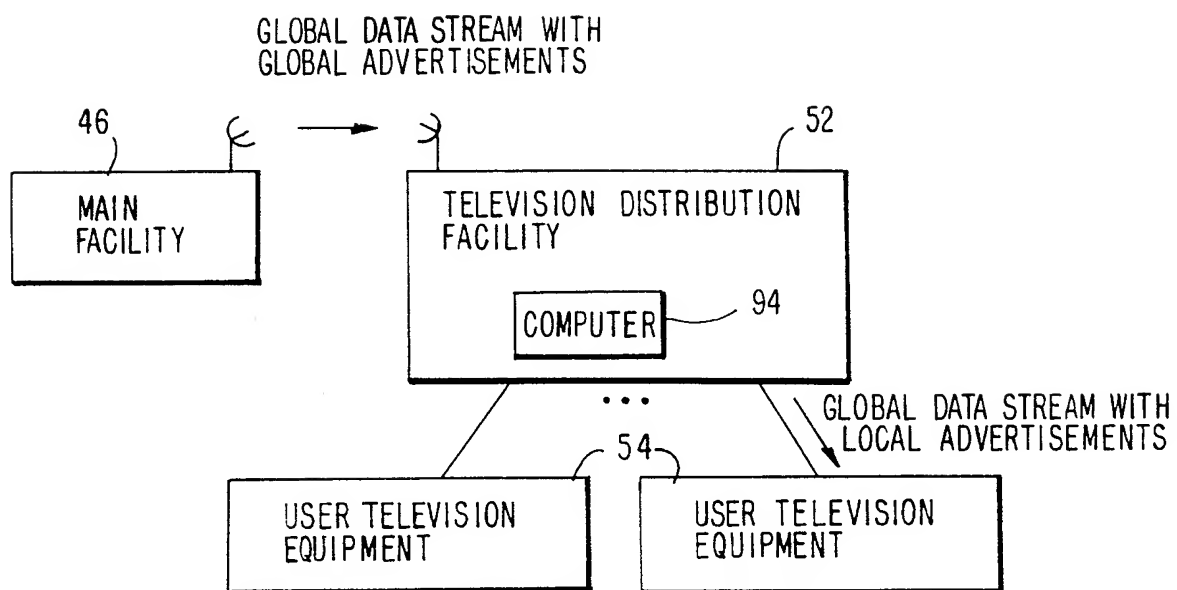 GLOBAL DATA STREAM WITH
GLOBAL ADVERTISEMENTS
46
52
MAIN
FACILITY
TELEVISION DISTRIBUTION
FACILITY
COMPUTER
94
...
GLOBAL DATA STREAM WITH
LOCAL ADVERTISEMENTS
54
USER TELEVISION
EQUIPMENT
USER TELEVISION
EQUIPMENT